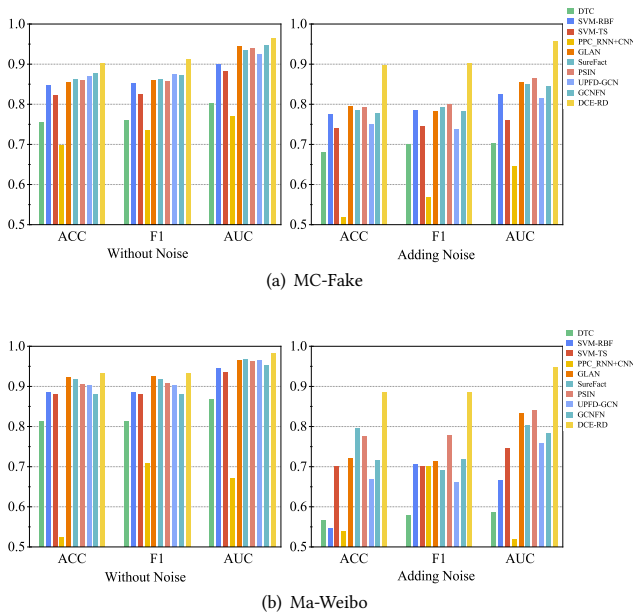 1.0
0.9
0.8
0.7
0.6
0.5
ACC
F1
AUC
Without Noise
1.0
0.9
0.8
0.7
0.6
0.5
ACC
F1
AUC
Adding Noise
DTC
SVM-RBF
SVM-TS
PPC_RNN+CNN
GLAN
SureFact
PSIN
UPFD-GCN
GCNFN
DCE-RD
(a) MC-Fake
1.0
0.9
0.8
0.7
0.6
0.5
ACC
F1
AUC
Without Noise
1.0
0.9
0.8
0.7
0.6
0.5
ACC
F1
AUC
Adding Noise
DTC
SVM-RBF
SVM-TS
PPC_RNN+CNN
GLAN
SureFact
PSIN
UPFD-GCN
GCNFN
DCE-RD
(b) Ma-Weibo